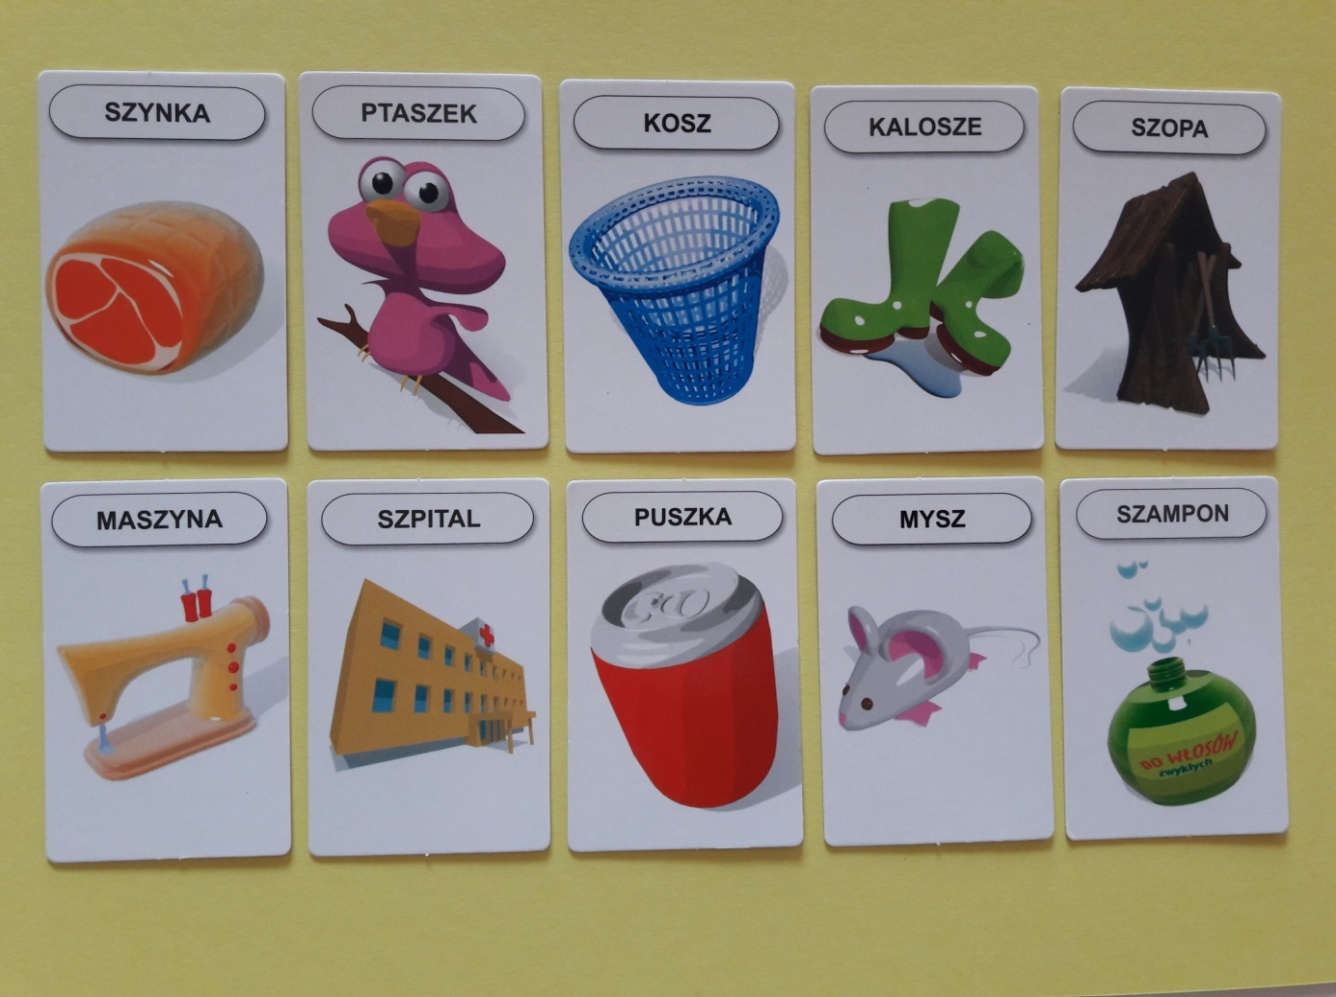 SZYNKA
PTASZEK
KOSZ
KALOSZE
SZOPA
MASZYNA
SZPITAL
PUSZKA
MYSZ
SZAMPON
DO WŁOSÓW
zwykłych